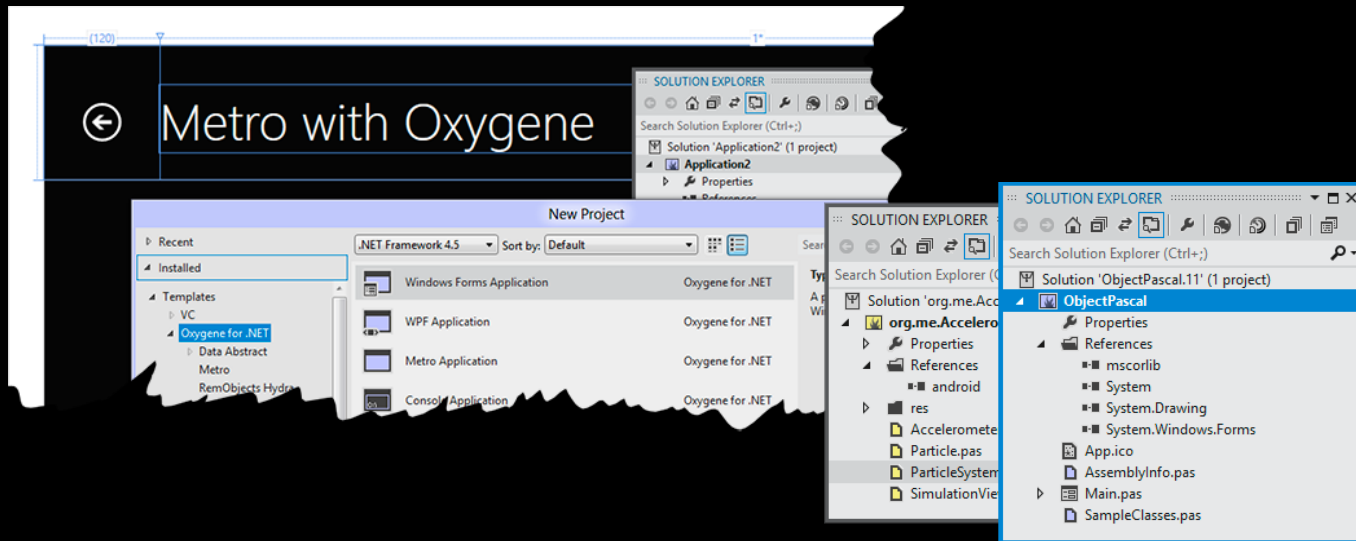 (120)
1*
Metro with Oxygene
SOLUTION EXPLORER
Search Solution Explorer (Ctrl+;)
Solution 'Application2' (1 project)
Application2
Properties
References
New Project
Recent
Installed
Templates
VC
Oxygene for .NET
Data Abstract
Metro
RemObjects Hydra
.NET Framework 4.5
Sort by:
Default
Windows Forms Application
Oxygene for .NET
WPF Application
Oxygene for .NET
Metro Application
Oxygene for .NET
Console Application
Oxygene for .NET
SOLUTION EXPLORER
Search Solution Explorer (C
Solution 'org.me.Acc
org.me.Accelero
Properties
References
android
res
Acceleromete
Particle.pas
ParticleSystem
SimulationVie
SOLUTION EXPLORER
Search Solution Explorer (Ctrl+;)
Solution 'ObjectPascal.11' (1 project)
ObjectPascal
Properties
References
mscorlib
System
System.Drawing
System.Windows.Forms
App.ico
AssemblyInfo.pas
Main.pas
SampleClasses.pas